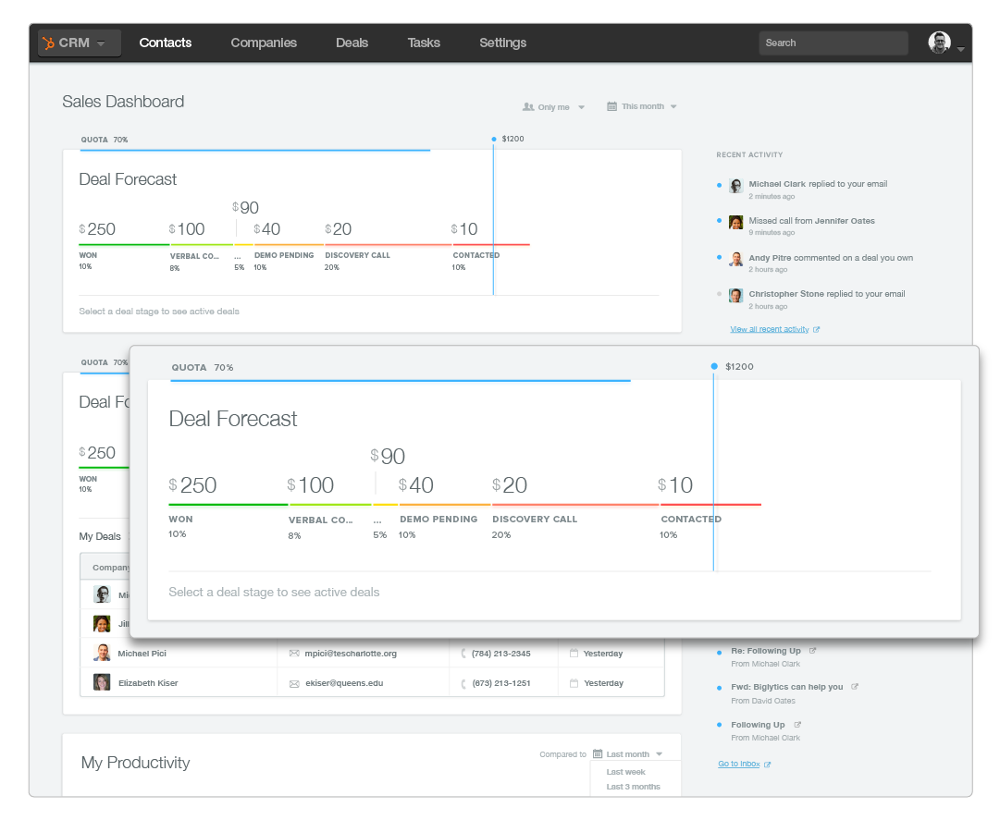 CRM Contacts Companies Deals Tasks Settings Search
Sales Dashboard
Only me This month
QUOTA 70% $1200
Deal Forecast
$90
$250 $100 $40 $20 $10
WON VERBAL CO... ... DEMO PENDING DISCOVERY CALL CONTACTED
10% 8% 5% 10% 20% 10%
Select a deal stage to see active deals
RECENT ACTIVITY
Michael Clark replied to your email
2 minutes ago
Missed call from Jennifer Oates
9 minutes ago
Andy Pitre commented on a deal you own
2 hours ago
Christopher Stone replied to your email
2 hours ago
View all recent activity
QUOTA 70%
Deal Fo
$250
WON
10%
My Deals
Company
Mi
Jill
QUOTA 70% $1200
Deal Forecast
$90
$250 $100 $40 $20 $10
WON VERBAL CO... ... DEMO PENDING DISCOVERY CALL CONTACTED
10% 8% 5% 10% 20% 10%
Select a deal stage to see active deals
Michael Pici mpici@tescharlotte.org (784) 213-2345 Yesterday
Elizabeth Kiser ekiser@queens.edu (673) 213-1251 Yesterday
Re: Following Up
From Michael Clark
Fwd: Biglytics can help you
From David Oates
Following Up
From Michael Clark
Go to Inbox
My Productivity
Compared to Last month
Last week
Last 3 months